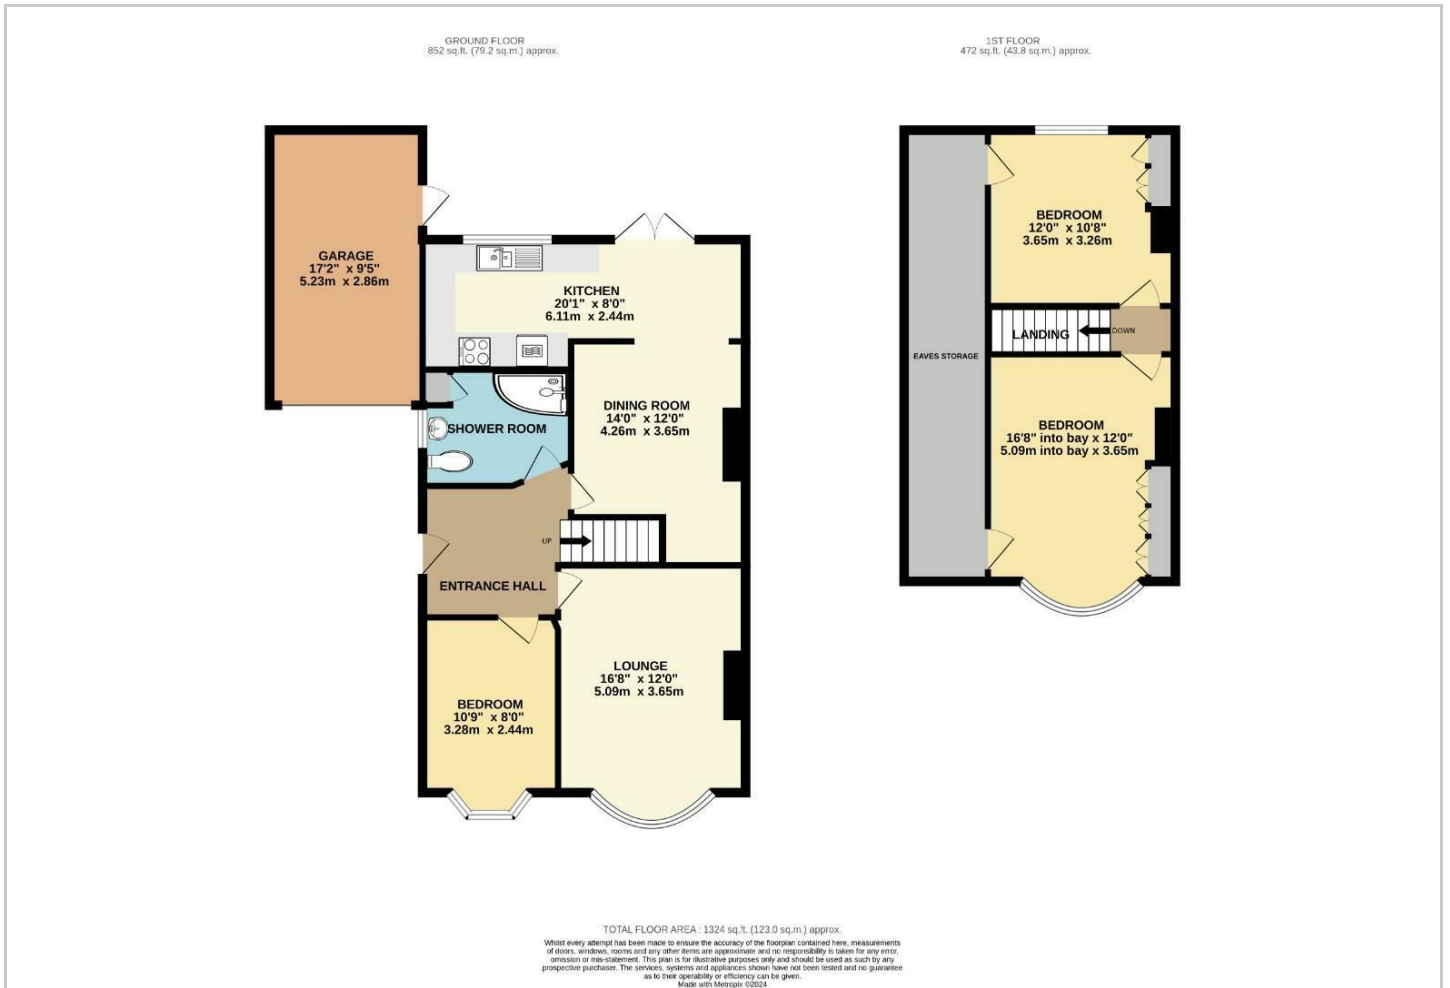 GROUND FLOOR
852 sq.ft. (79.2 sq.m.) approx.
1ST FLOOR
472 sq.ft. (43.8 sq.m.) approx.
GARAGE
17'2" x 9'5"
5.23m x 2.86m
KITCHEN
20'1" x 8'0"
6.11m x 2.44m
SHOWER ROOM
DINING ROOM
14'0" x 12'0"
4.26m x 3.65m
UP
ENTRANCE HALL
BEDROOM
10'9" x 8'0"
3.28m x 2.44m
LOUNGE
16'8" x 12'0"
5.09m x 3.65m
BEDROOM
12'0" x 10'8"
3.65m x 3.26m
LANDING
DOWN
EAVES STORAGE
BEDROOM
16'8" into bay x 12'0"
5.09m into bay x 3.65m
TOTAL FLOOR AREA : 1324 sq.ft. (123.0 sq.m.) approx.
Whilst every attempt has been made to ensure the accuracy of the floorplan contained here, measurements
of doors, windows, rooms and any other items are approximate and no responsibility is taken for any error,
omission or mis-statement. This plan is for illustrative purposes only and should be used as such by any
prospective purchaser. The services, systems and appliances shown have not been tested and no guarantee
as to their operability or efficiency can be given.
Made with Metropix ©2024